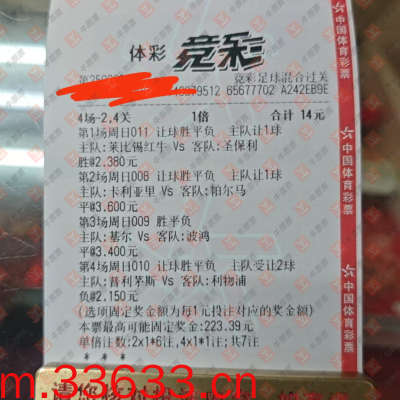 体彩 竞彩
竞彩足球混合过关
85677702 A242EB9E
4场-2,4关 1倍 合计 14元
第1场周日011 让球胜平负 主队让1球
主队:莱比锡红牛 Vs 客队:圣保利
胜@2.380元
第2场周日008 让球胜平负 主队让1球
主队:卡利亚里 Vs 客队:帕尔马
平@3.600元
第3场周日009 胜平负
主队:基尔 Vs 客队:波鸿
平@3.400元
第4场周日010 让球胜平负 主队受让2球
主队:普利茅斯 Vs 客队:利物浦
负@2.150元
(选项固定奖金额为每1元投注对应的奖金额)
本票最高可能固定奖金:223.39元
单倍注数:2x1*6注,4x1*1注;共7注
* * *
中国体育彩票
中国体育彩票
中国体育彩票
m.33633.cn